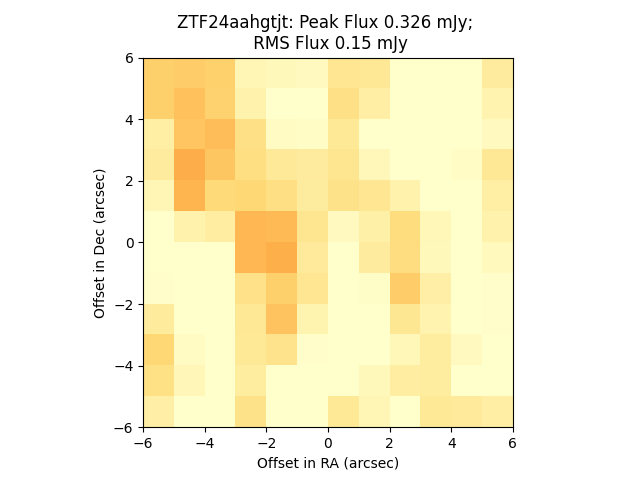 ZTF24aahgtjt: Peak Flux 0.326 mJy;
RMS Flux 0.15 mJy
6
4
2
0
−2
−4
−6
Offset in Dec (arcsec)
−6 −4 −2 0 2 4 6
Offset in RA (arcsec)